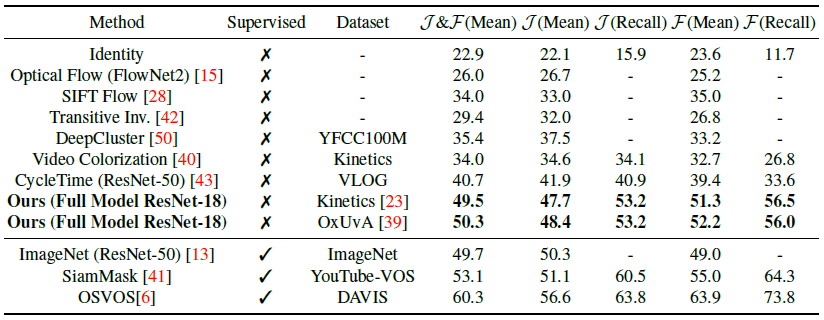 Method Supervised Dataset J&F(Mean) J(Mean) J(Recall) F(Mean) F(Recall)
Identity ✗ - 22.9 22.1 15.9 23.6 11.7
Optical Flow (FlowNet2) [15] ✗ - 26.0 26.7 - 25.2 -
SIFT Flow [28] ✗ - 34.0 33.0 - 35.0 -
Transitive Inv. [42] ✗ - 29.4 32.0 - 26.8 -
DeepCluster [50] ✗ YFCC100M 35.4 37.5 - 33.2 -
Video Colorization [40] ✗ Kinetics 34.0 34.6 34.1 32.7 26.8
CycleTime (ResNet-50) [43] ✗ VLOG 40.7 41.9 40.9 39.4 33.6
Ours (Full Model ResNet-18) ✗ Kinetics [23] 49.5 47.7 53.2 51.3 56.5
Ours (Full Model ResNet-18) ✗ OxUvA [39] 50.3 48.4 53.2 52.2 56.0
ImageNet (ResNet-50) [13] ✓ ImageNet 49.7 50.3 - 49.0 -
SiamMask [41] ✓ YouTube-VOS 53.1 51.1 60.5 55.0 64.3
OSVOS[6] ✓ DAVIS 60.3 56.6 63.8 63.9 73.8